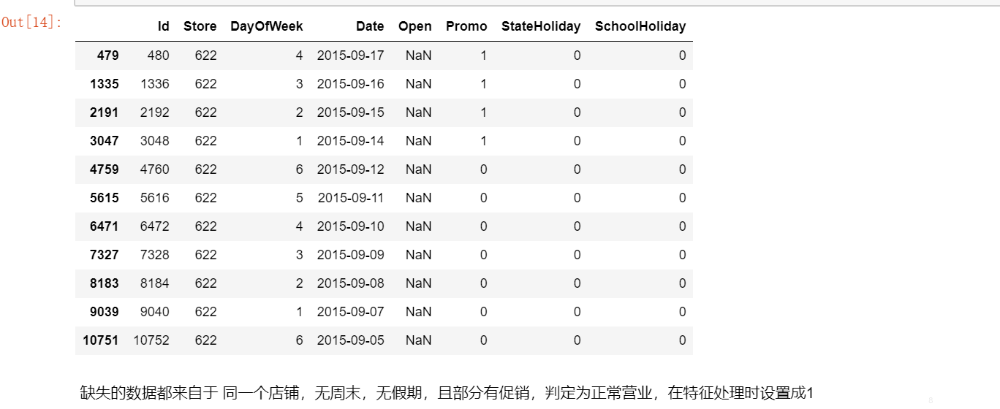 Out[14]:
Id Store DayOfWeek Date Open Promo StateHoliday SchoolHoliday
479 480 622 4 2015-09-17 NaN 1 0 0
1335 1336 622 3 2015-09-16 NaN 1 0 0
2191 2192 622 2 2015-09-15 NaN 1 0 0
3047 3048 622 1 2015-09-14 NaN 1 0 0
4759 4760 622 6 2015-09-12 NaN 0 0 0
5615 5616 622 5 2015-09-11 NaN 0 0 0
6471 6472 622 4 2015-09-10 NaN 0 0 0
7327 7328 622 3 2015-09-09 NaN 0 0 0
8183 8184 622 2 2015-09-08 NaN 0 0 0
9039 9040 622 1 2015-09-07 NaN 0 0 0
10751 10752 622 6 2015-09-05 NaN 0 0 0
缺失的数据都来自于 同一个店铺，无周末，无假期，且部分有促销，判定为正常营业，在特征处理时设置成1
8